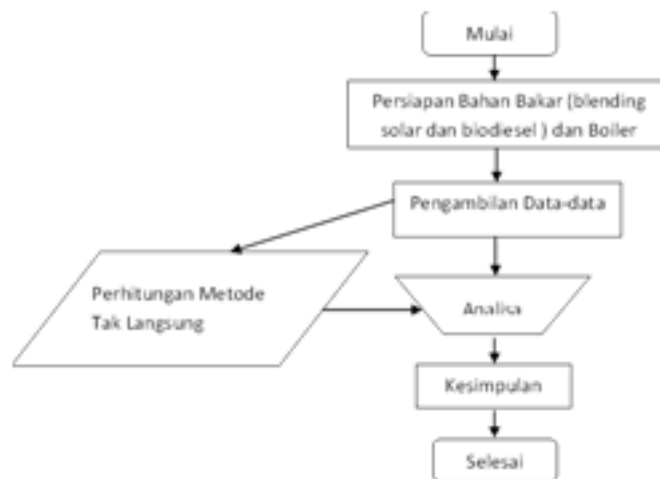 Mulai
Persiapan Bahan Bakar (blending
solar dan biodiesel ) dan Boiler
Pengambilan Data-data
Perhitungan Metode
Tak Langsung
Analisa
Kesimpulan
Selesai